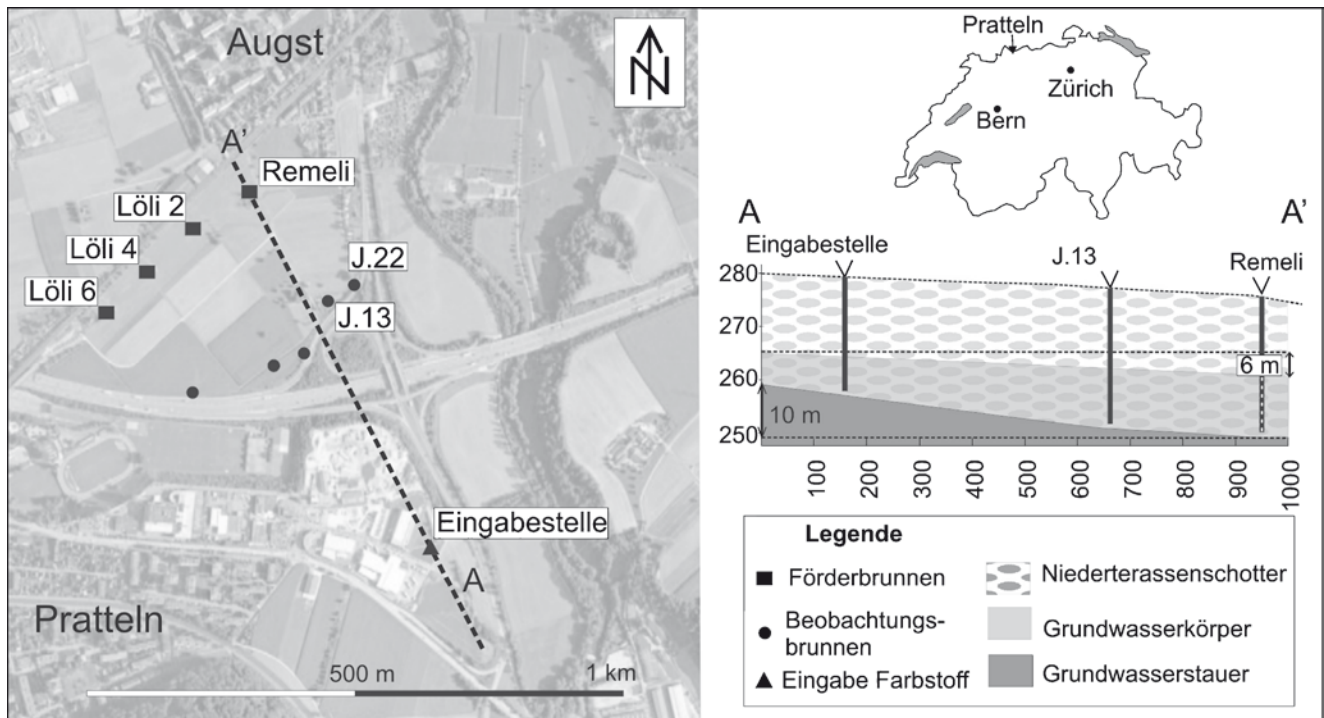 Augst
N
A'
Remeli
Löli 2
Löli 4
Löli 6
J.22
J.13
Eingabestelle
A
Pratteln
500 m
1 km
Pratteln
Zürich
Bern
A
A'
Eingabestelle
J.13
Remeli
280
270
260
250
6 m
10 m
100
200
300
400
500
600
700
800
900
1000
Legende
Förderbrunnen
Beobachtungs-
brunnen
Eingabe Farbstoff
Niederterassenschotter
Grundwasserkörper
Grundwasserstauer